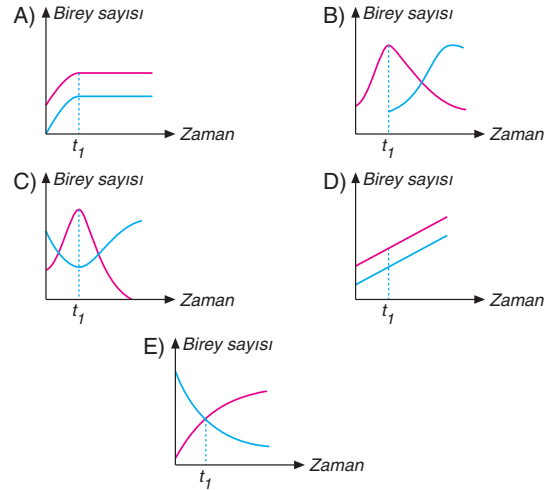 A) Birey sayısı
Zaman
t1
B) Birey sayısı
Zaman
t1
C) Birey sayısı
Zaman
t1
D) Birey sayısı
Zaman
t1
E) Birey sayısı
Zaman
t1